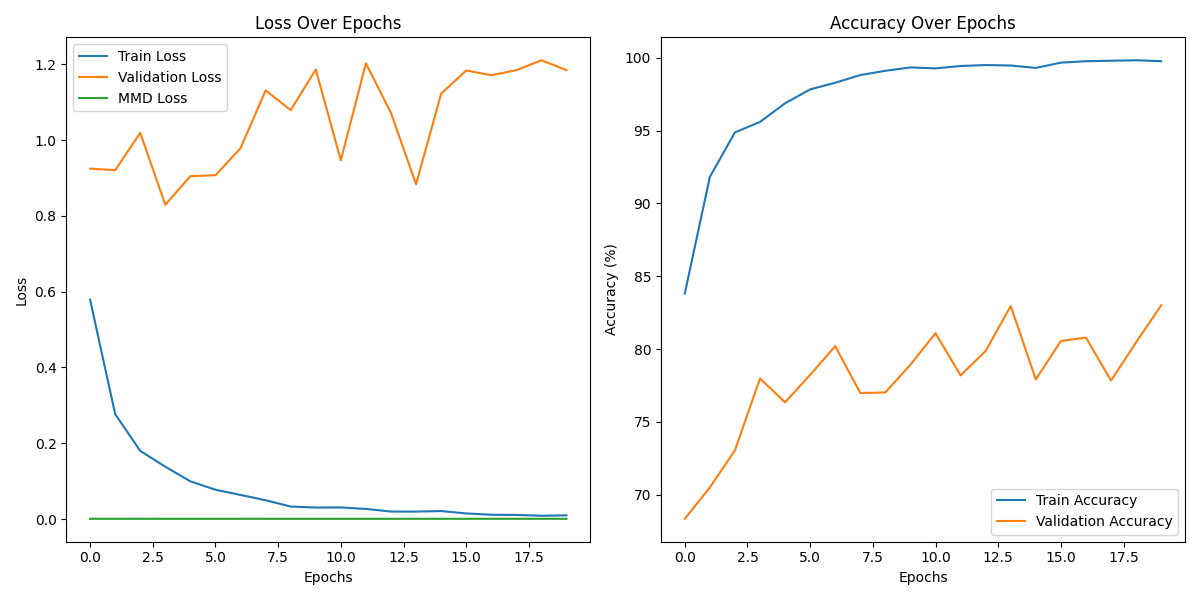 Loss Over Epochs
Train Loss
Validation Loss
MMD Loss
1.2
1.0
0.8
0.6
0.4
0.2
0.0
Loss
0.0 2.5 5.0 7.5 10.0 12.5 15.0 17.5
Epochs
Accuracy Over Epochs
100
95
90
85
80
75
70
Accuracy (%)
Train Accuracy
Validation Accuracy
0.0 2.5 5.0 7.5 10.0 12.5 15.0 17.5
Epochs